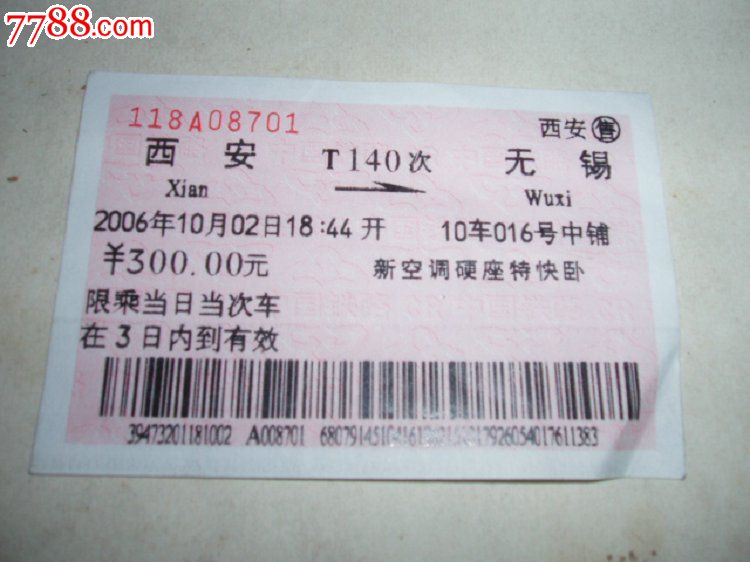 7788.com
118A08701
西安售
西安 T140次 无锡
Xian Wuxi
2006年10月02日18:44开 10车016号中铺
¥300.00元 新空调硬座特快卧
限乘当日当次车
在3日内到有效
39473201181002 A008701